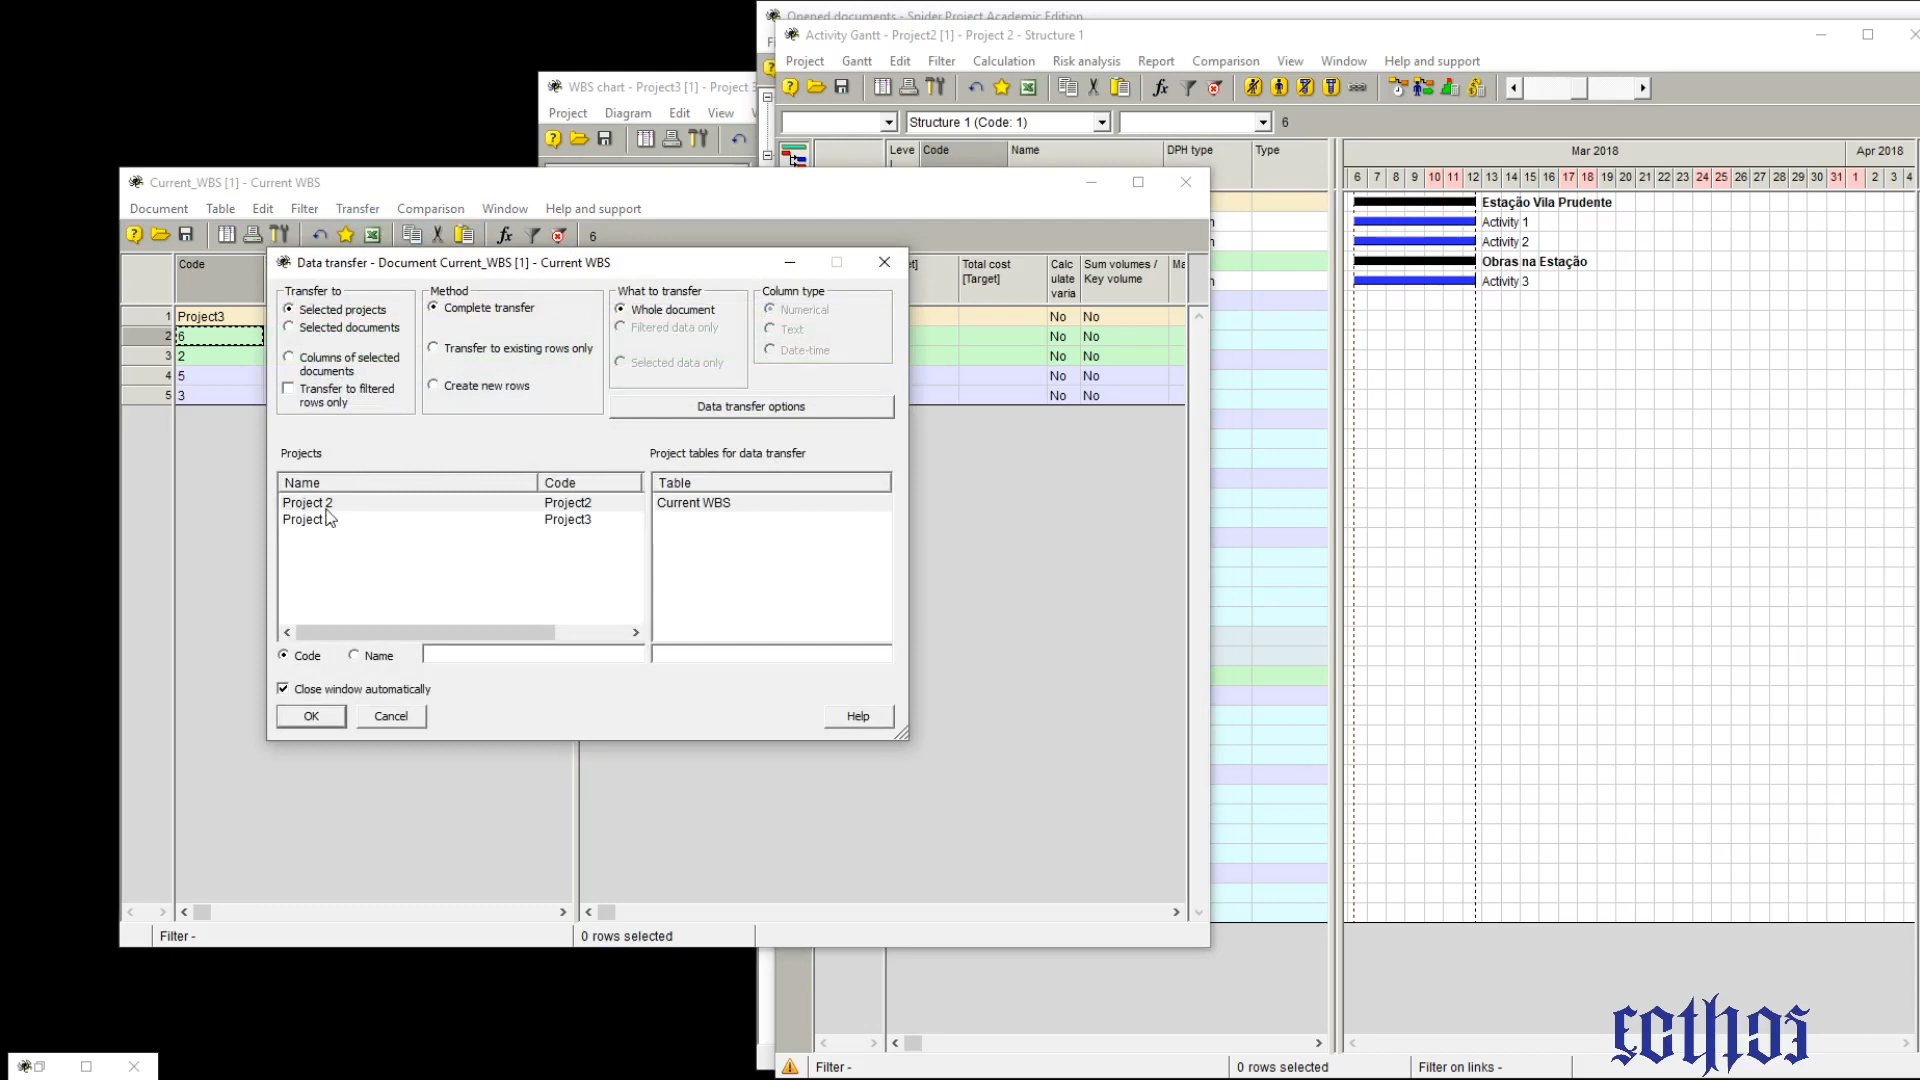 Opened documents - Spider Project Academic Edition
Activity Gantt - Project2 [1] - Project 2 - Structure 1
Project Gantt Edit Filter Calculation Risk analysis Report Comparison View Window Help and support
WBS chart - Project3 [1] - Project 3
Project Diagram Edit View
Structure 1 (Code: 1) 6
Leve Code Name DPH type Type
Mar 2018 Apr 2018
6 7 8 9 10 11 12 13 14 15 16 17 18 19 20 21 22 23 24 25 26 27 28 29 30 31 1 2 3 4
Estação Vila Prudente
Activity 1
Activity 2
Obras na Estação
Activity 3
Current_WBS [1] - Current WBS
Document Table Edit Filter Transfer Comparison Window Help and support
fx 6
Code
Total cost [Target]
Calc ulate varia
Sum volumes / Key volume
Ma
1 Project3 No No
2 6 No No
3 2 No No
4 5 No No
5 3 No No
Data transfer - Document Current_WBS [1] - Current WBS
Transfer to Method What to transfer Column type
Selected projects
Selected documents
Columns of selected
documents
Transfer to filtered
rows only
Complete transfer
Transfer to existing rows only
Create new rows
Whole document
Filtered data only
Selected data only
Numerical
Text
Date-time
Data transfer options
Projects Project tables for data transfer
Name Code Table
Project 2 Project2 Current WBS
Project Project3
Code Name
Close window automatically
OK Cancel Help
Filter - 0 rows selected
Filter - 0 rows selected Filter on links -